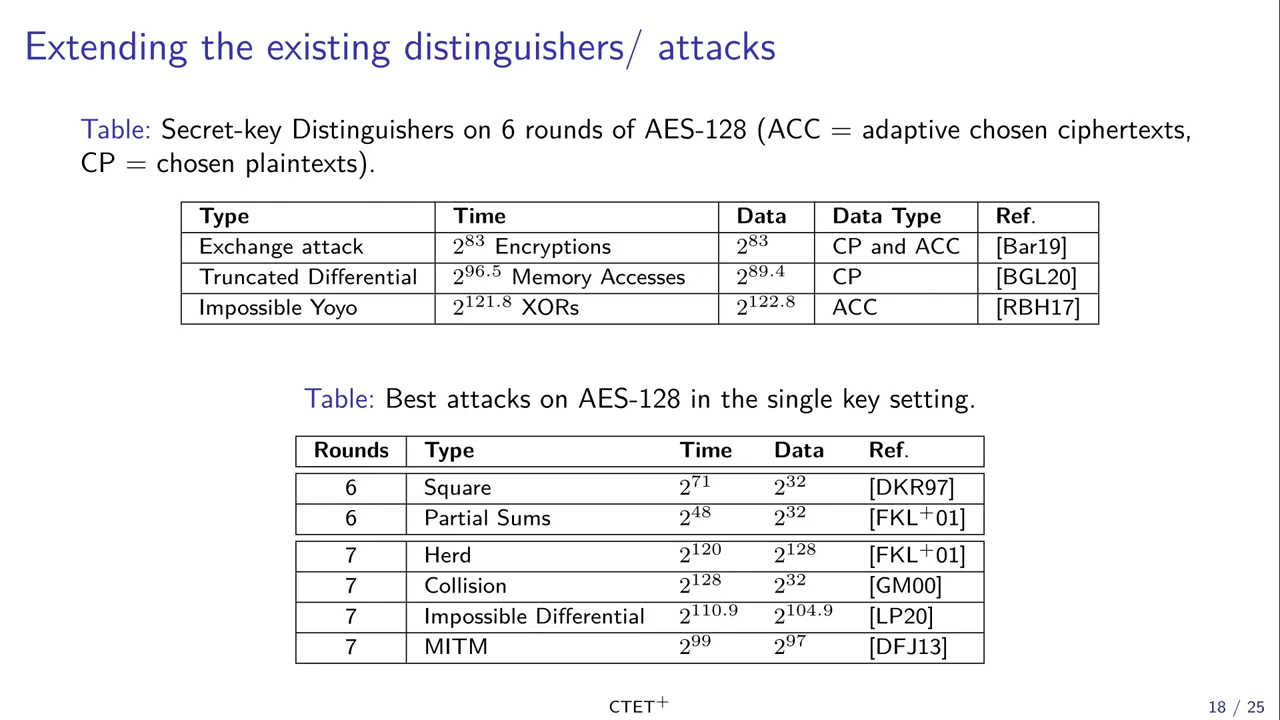 Extending the existing distinguishers/ attacks
Table: Secret-key Distinguishers on 6 rounds of AES-128 (ACC = adaptive chosen ciphertexts,
CP = chosen plaintexts).
Type Time Data Data Type Ref.
Exchange attack 2^83 Encryptions 2^83 CP and ACC [Bar19]
Truncated Differential 2^96.5 Memory Accesses 2^89.4 CP [BGL20]
Impossible Yoyo 2^121.8 XORs 2^122.8 ACC [RBH17]
Table: Best attacks on AES-128 in the single key setting.
Rounds Type Time Data Ref.
6 Square 2^71 2^32 [DKR97]
6 Partial Sums 2^48 2^32 [FKL+01]
7 Herd 2^120 2^128 [FKL+01]
7 Collision 2^128 2^32 [GM00]
7 Impossible Differential 2^110.9 2^104.9 [LP20]
7 MITM 2^99 2^97 [DFJ13]
CTET+
18 / 25